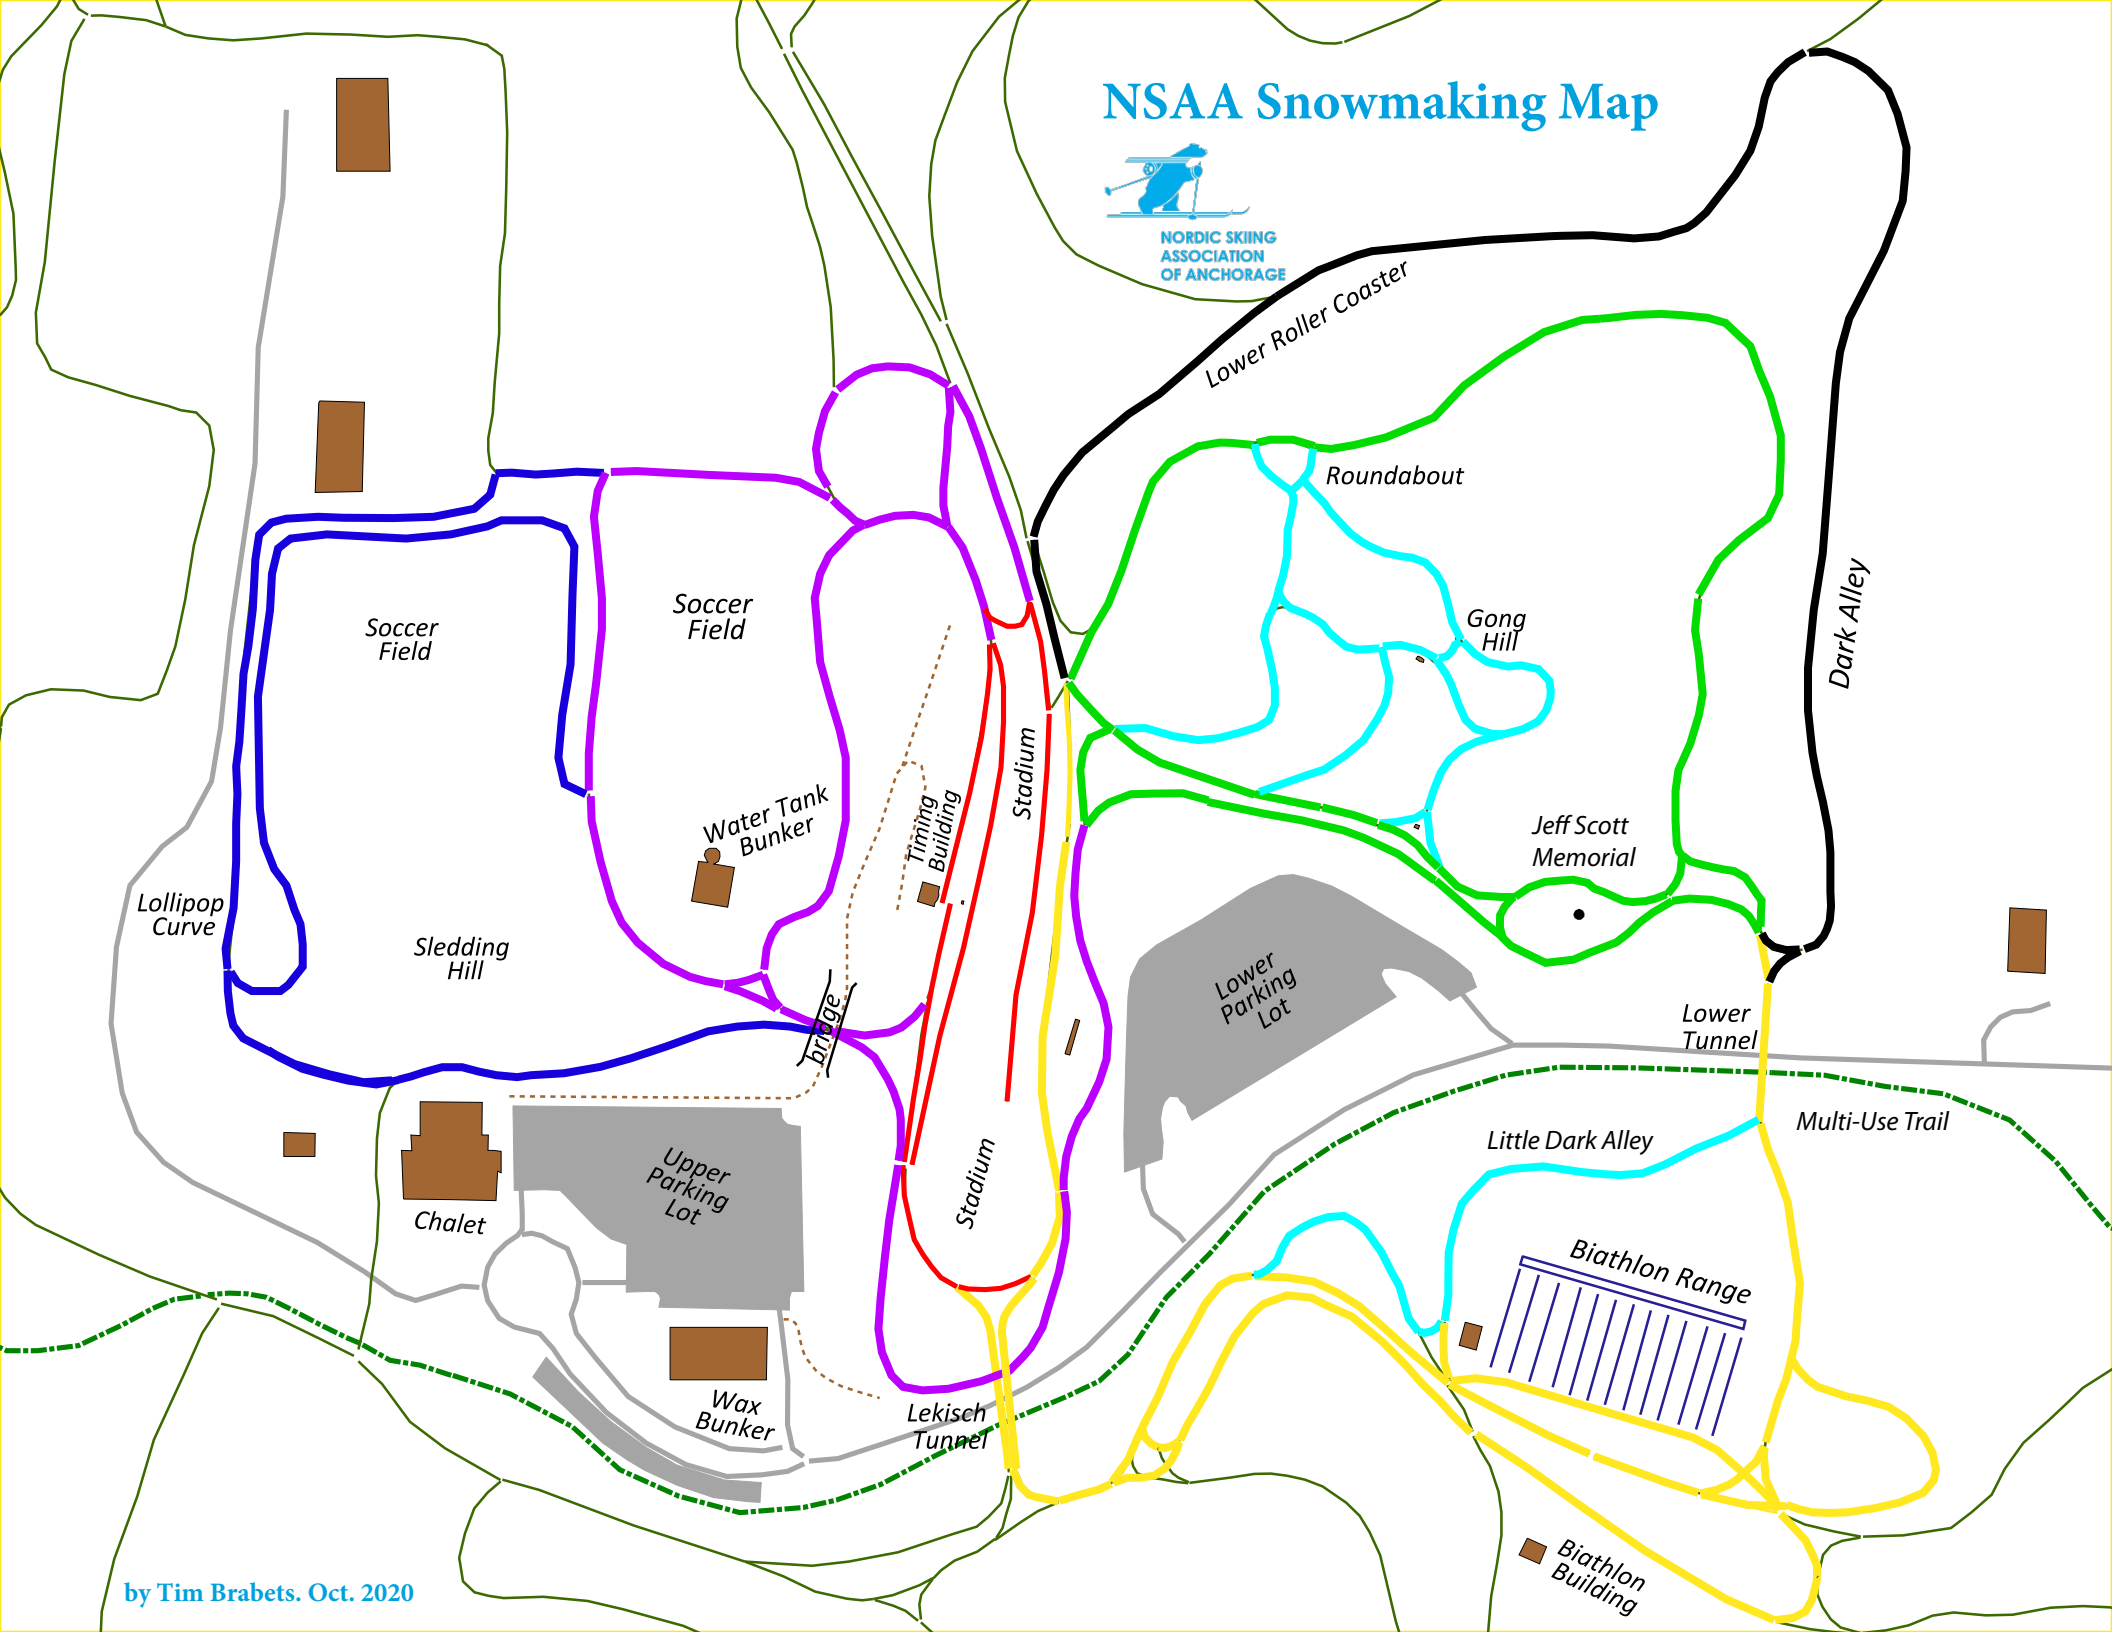 NSAA Snowmaking Map
NORDIC SKIING
ASSOCIATION
OF ANCHORAGE
Lower Roller Coaster
Roundabout
Gong
Hill
Dark Alley
Soccer
Field
Soccer
Field
Water Tank
Bunker
Timing
Building
Stadium
Jeff Scott
Memorial
Lollipop
Curve
Sledding
Hill
bridge
Lower
Parking
Lot
Lower
Tunnel
Multi-Use Trail
Little Dark Alley
Upper
Parking
Lot
Stadium
Chalet
Biathlon Range
Wax
Bunker
Lekisch
Tunnel
Biathlon
Building
by Tim Brabets. Oct. 2020